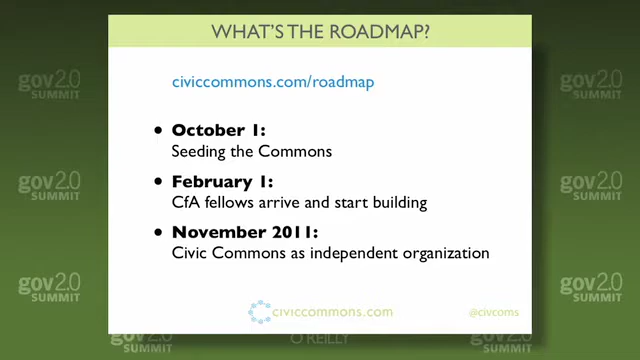 WHAT'S THE ROADMAP?
civiccommons.com/roadmap
• October 1:
Seeding the Commons
• February 1:
CfA fellows arrive and start building
• November 2011:
Civic Commons as independent organization
civiccommons.com
@civcoms
gov2.0
SUMMIT
gov2.0
SUMMIT
gov2.0
SUMMIT
gov2.0
SUMMIT
gov2.0
SUMMIT
gov2.0
SUMMIT
O'REILLY